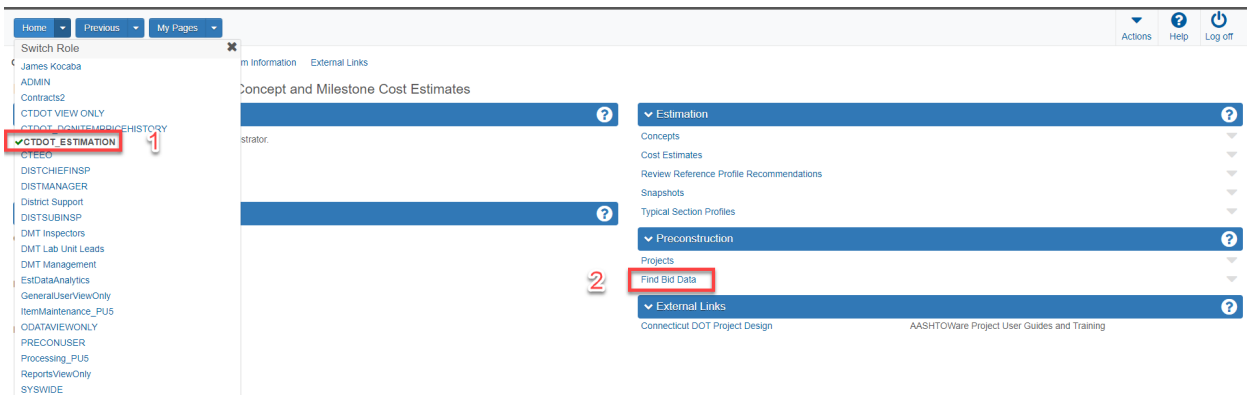 Home Previous My Pages
Actions Help Log off
Switch Role
James Kocaba
ADMIN
Contracts2
CTDOT VIEW ONLY
CTDOT_DGNITEMPRICEHISTORY
CTDOT_ESTIMATION 1
CTEEO
DISTCHIEFINSP
DISTMANAGER
District Support
DISTSUBINSP
DMT Inspectors
DMT Lab Unit Leads
DMT Management
EstDataAnalytics
GeneralUserViewOnly
ItemMaintenance_PU5
ODATAVIEWONLY
PRECONUSER
Processing_PU5
ReportsViewOnly
SYSWIDE
m Information External Links
Concept and Milestone Cost Estimates
strator.
Estimation
Concepts
Cost Estimates
Review Reference Profile Recommendations
Snapshots
Typical Section Profiles
Preconstruction
Projects
2 Find Bid Data
External Links
Connecticut DOT Project Design AASHTOWare Project User Guides and Training